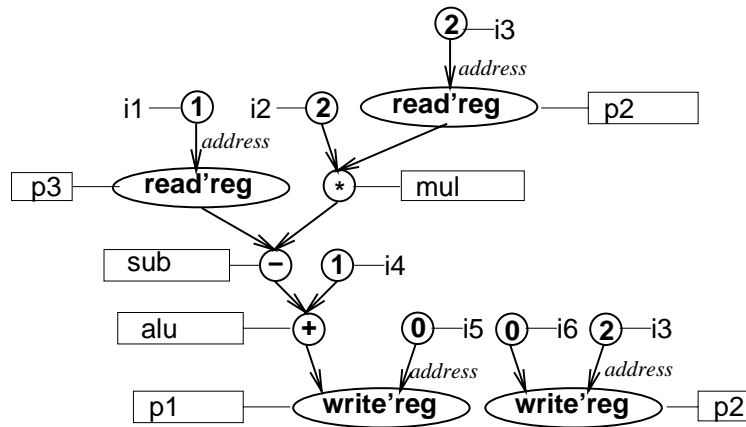 2 i3
address
i1 1 i2 2 read'reg p2
address
p3 read'reg * mul
sub − 1 i4
alu + 0 i5 0 i6 2 i3
address address
p1 write'reg write'reg p2